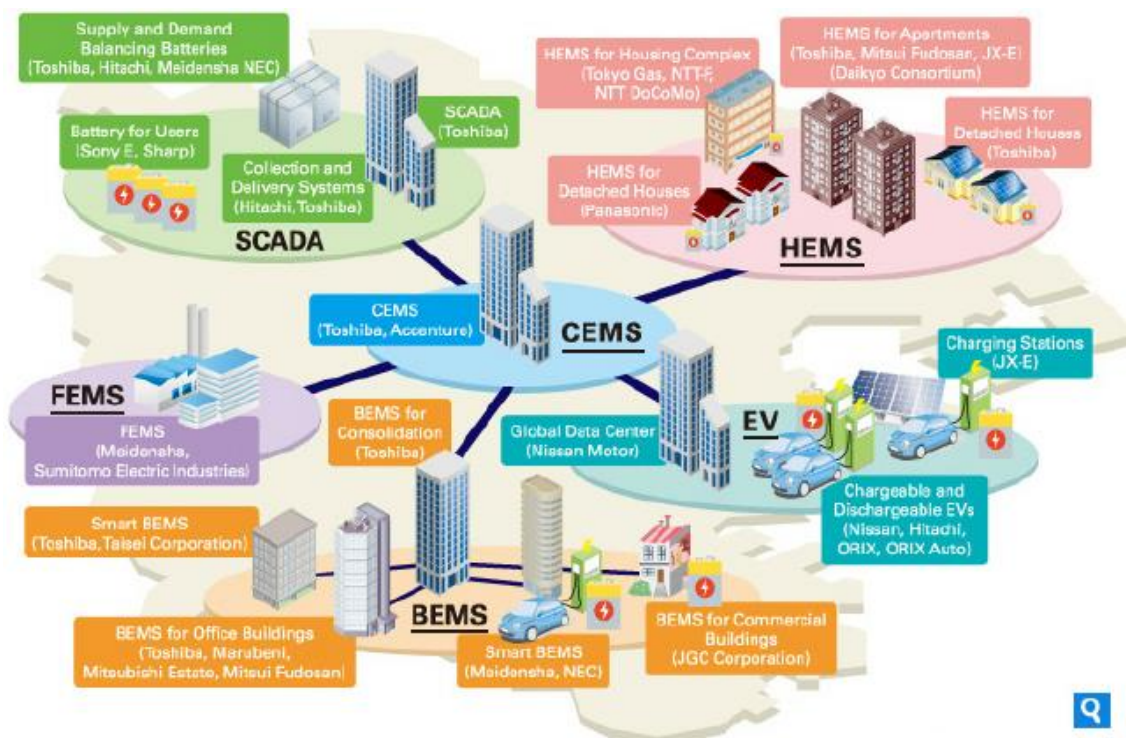 Supply and Demand
Balancing Batteries
(Toshiba, Hitachi, Meidensha NEC)
SCADA
(Toshiba)
Battery for Users
(Sony E, Sharp)
Collection and
Delivery Systems
(Hitachi, Toshiba)
SCADA
HEMS for Housing Complex
(Tokyo Gas, NTT-F,
NTT DoCoMo)
HEMS for Apartments
(Toshiba, Mitsui Fudosan, JX-E)
(Daikyo Consortium)
HEMS for
Detached Houses
(Toshiba)
HEMS for
Detached Houses
(Panasonic)
HEMS
CEMS
(Toshiba, Accenture)
CEMS
FEMS
FEMS
(Meidensha,
Sumitomo Electric Industries)
BEMS for
Consolidation
(Toshiba)
Global Data Center
(Nissan Motor)
EV
Charging Stations
(JX-E)
Chargeable and
Dischargeable EVs
(Nissan, Hitachi,
ORIX, ORIX Auto)
Smart BEMS
(Toshiba, Taisei Corporation)
BEMS
BEMS for Office Buildings
(Toshiba, Marubeni,
Mitsubishi Estate, Mitsui Fudosan)
Smart BEMS
(Meidensha, NEC)
BEMS for Commercial
Buildings
(JGC Corporation)